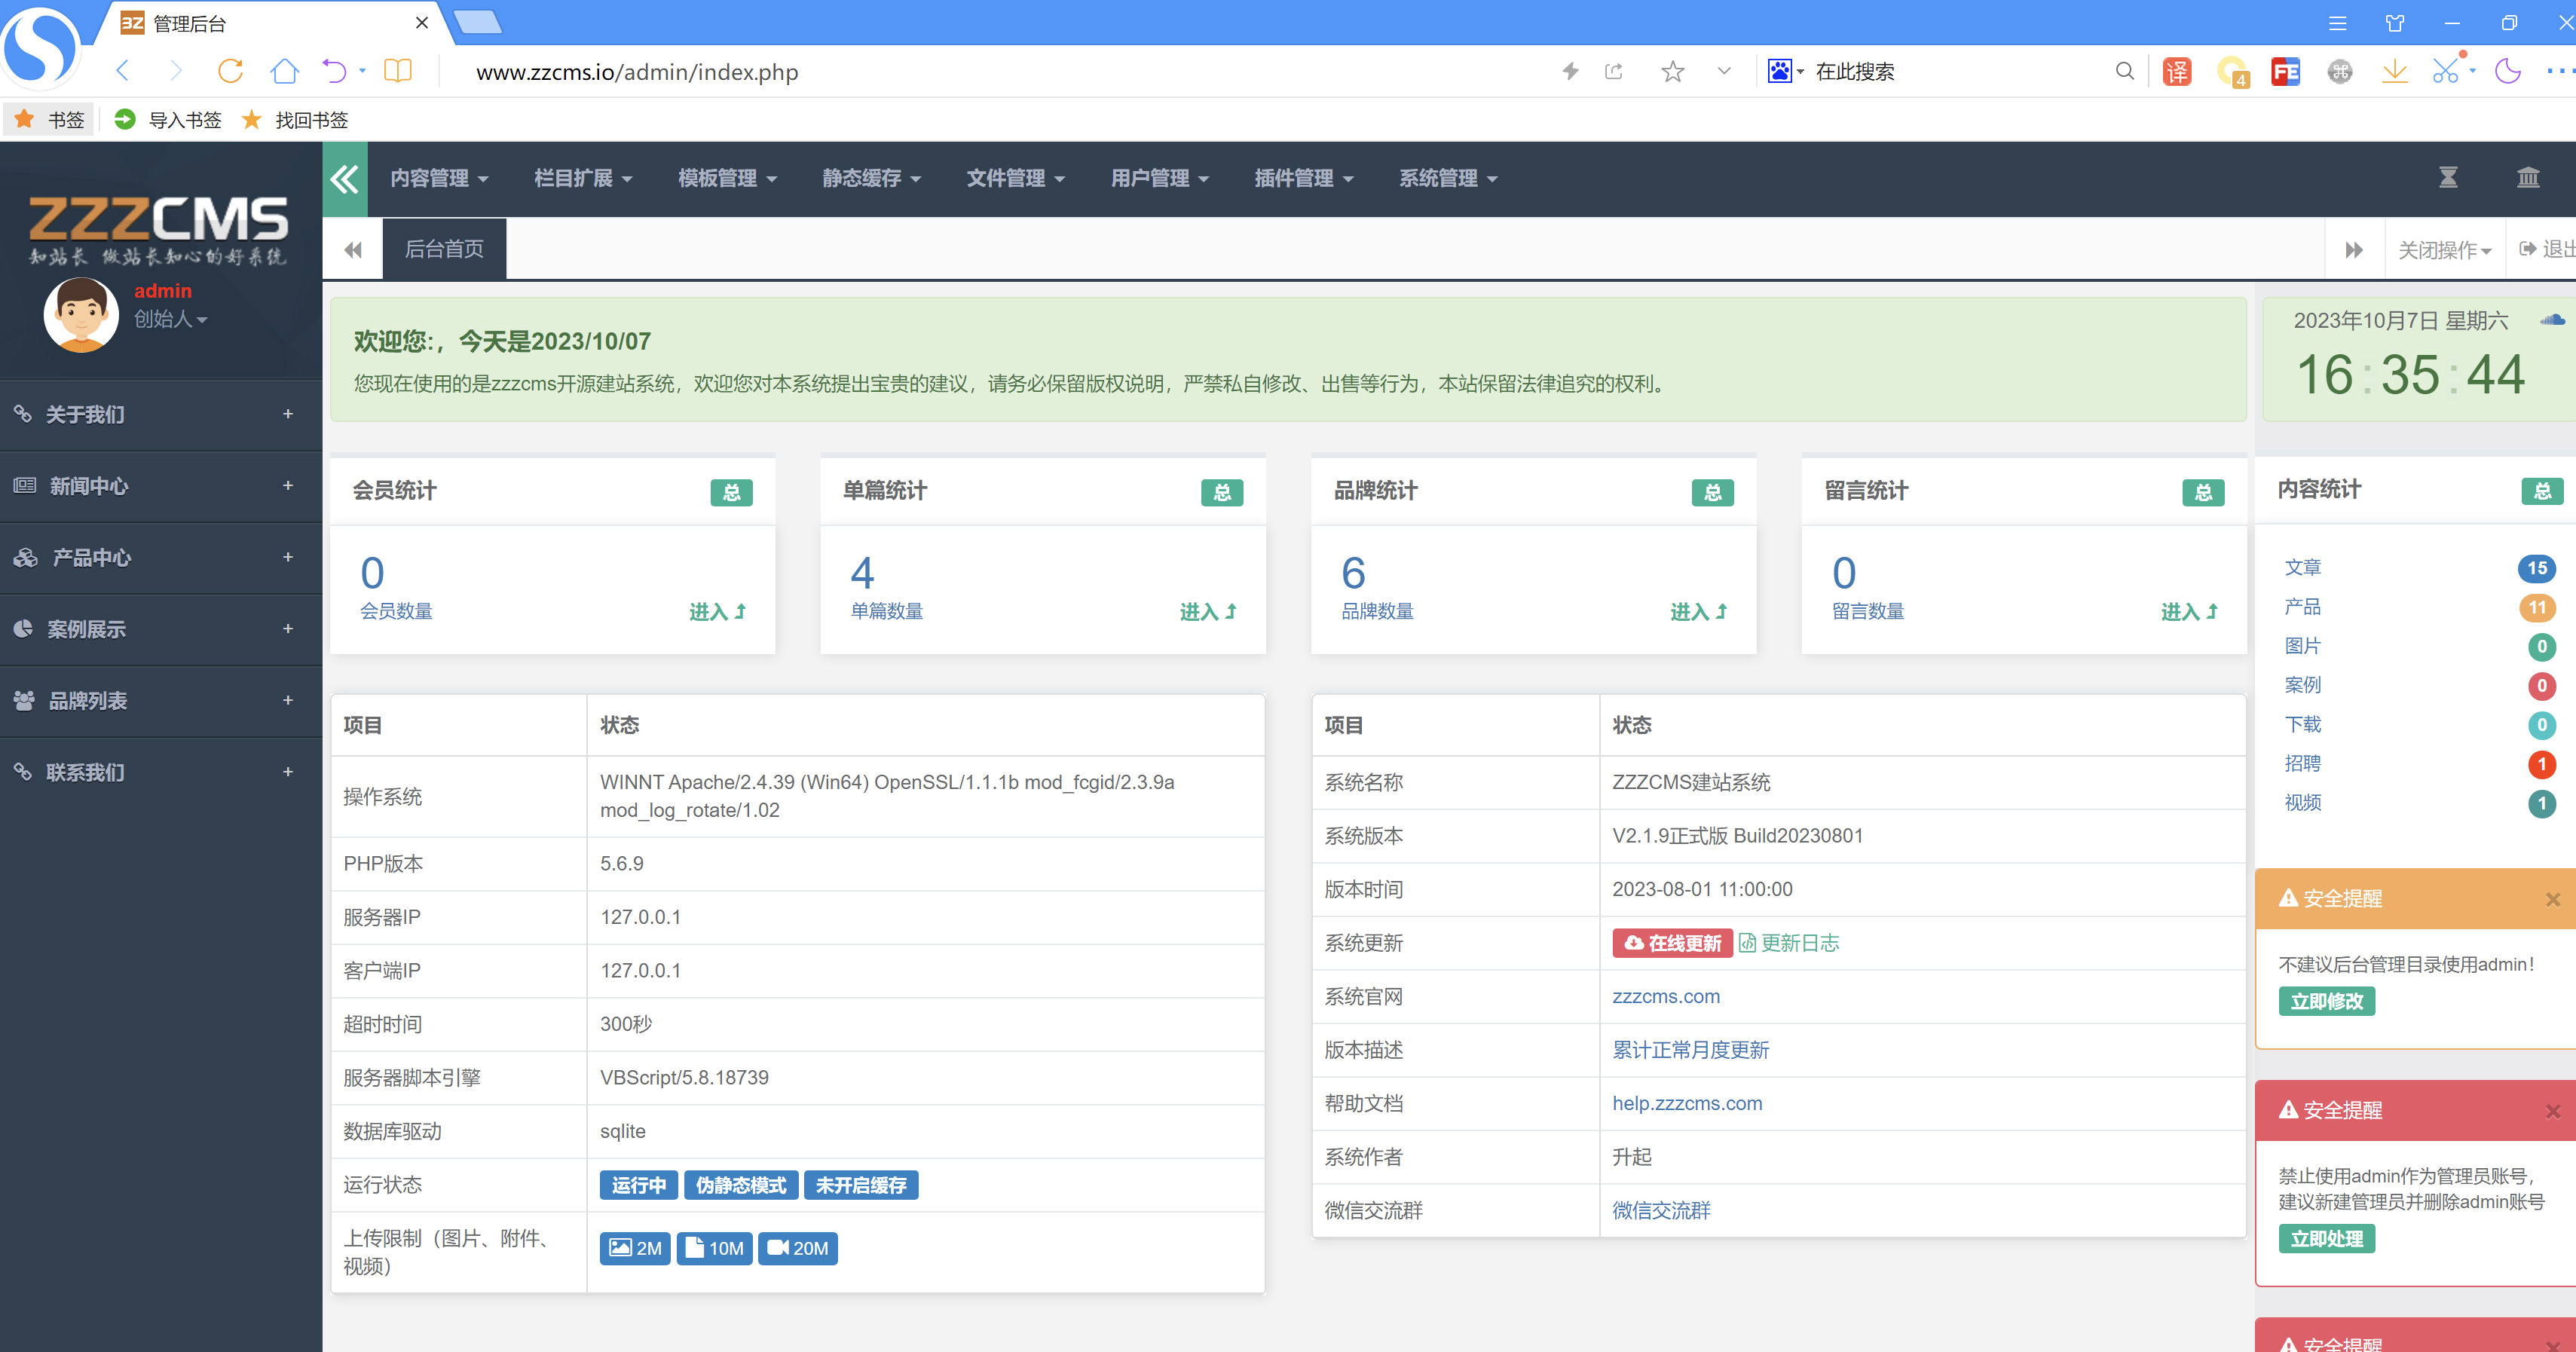 管理后台
www.zzcms.io/admin/index.php
在此搜索
译
4
FE
书签
导入书签
找回书签
ZZZCMS
知站长 做站长知心的好系统
admin
创始人
内容管理
栏目扩展
模板管理
静态缓存
文件管理
用户管理
插件管理
系统管理
后台首页
关闭操作
退出
关于我们 +
新闻中心 +
产品中心 +
案例展示 +
品牌列表 +
联系我们 +
欢迎您:，今天是2023/10/07
您现在使用的是zzzcms开源建站系统，欢迎您对本系统提出宝贵的建议，请务必保留版权说明，严禁私自修改、出售等行为，本站保留法律追究的权利。
2023年10月7日 星期六
16:35:44
会员统计 总
0
会员数量 进入
单篇统计 总
4
单篇数量 进入
品牌统计 总
6
品牌数量 进入
留言统计 总
0
留言数量 进入
项目 状态
操作系统 WINNT Apache/2.4.39 (Win64) OpenSSL/1.1.1b mod_fcgid/2.3.9a
mod_log_rotate/1.02
PHP版本 5.6.9
服务器IP 127.0.0.1
客户端IP 127.0.0.1
超时时间 300秒
服务器脚本引擎 VBScript/5.8.18739
数据库驱动 sqlite
运行状态 运行中 伪静态模式 未开启缓存
上传限制（图片、附件、
视频） 2M 10M 20M
项目 状态
系统名称 ZZZCMS建站系统
系统版本 V2.1.9正式版 Build20230801
版本时间 2023-08-01 11:00:00
系统更新 在线更新 更新日志
系统官网 zzzcms.com
版本描述 累计正常月度更新
帮助文档 help.zzzcms.com
系统作者 升起
微信交流群 微信交流群
内容统计 总
文章 15
产品 11
图片 0
案例 0
下载 0
招聘 1
视频 1
安全提醒
不建议后台管理目录使用admin！
立即修改
安全提醒
禁止使用admin作为管理员账号，
建议新建管理员并删除admin账号
立即处理
安全提醒